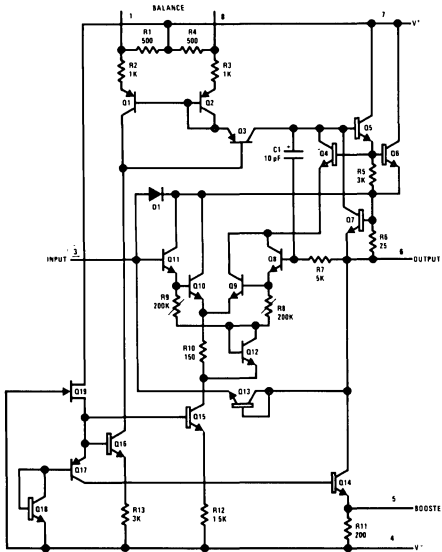 BALANCE
1 8
R1 500
R4 500
7 V+
R2 1K
R3 1K
Q1
Q2
Q3
Q5
C1 10 pF
Q4
Q6
R5 3K
D1
Q7
R6 25
INPUT 3
Q11
Q10
Q9
Q8
R7 5K
6 OUTPUT
R9 200K
R8 200K
R10 150
Q12
Q13
Q19
Q15
Q16
Q17
Q14
Q18
5 BOOSTER
R13 3K
R12 1 5K
R11 200
4 V−